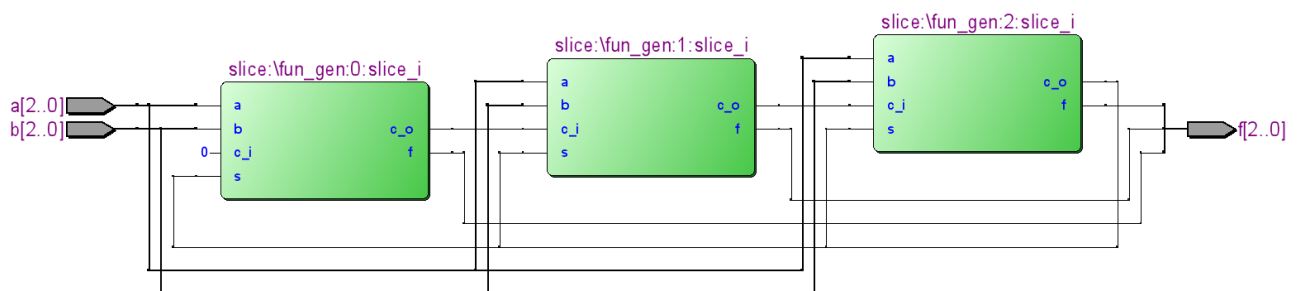 slice:\fun_gen:2:slice_i
slice:\fun_gen:1:slice_i
slice:\fun_gen:0:slice_i
a[2..0]
b[2..0]
a
b
0
c_i
s
c_o
f
a
b
c_i
s
c_o
f
a
b
c_i
s
c_o
f
f[2..0]